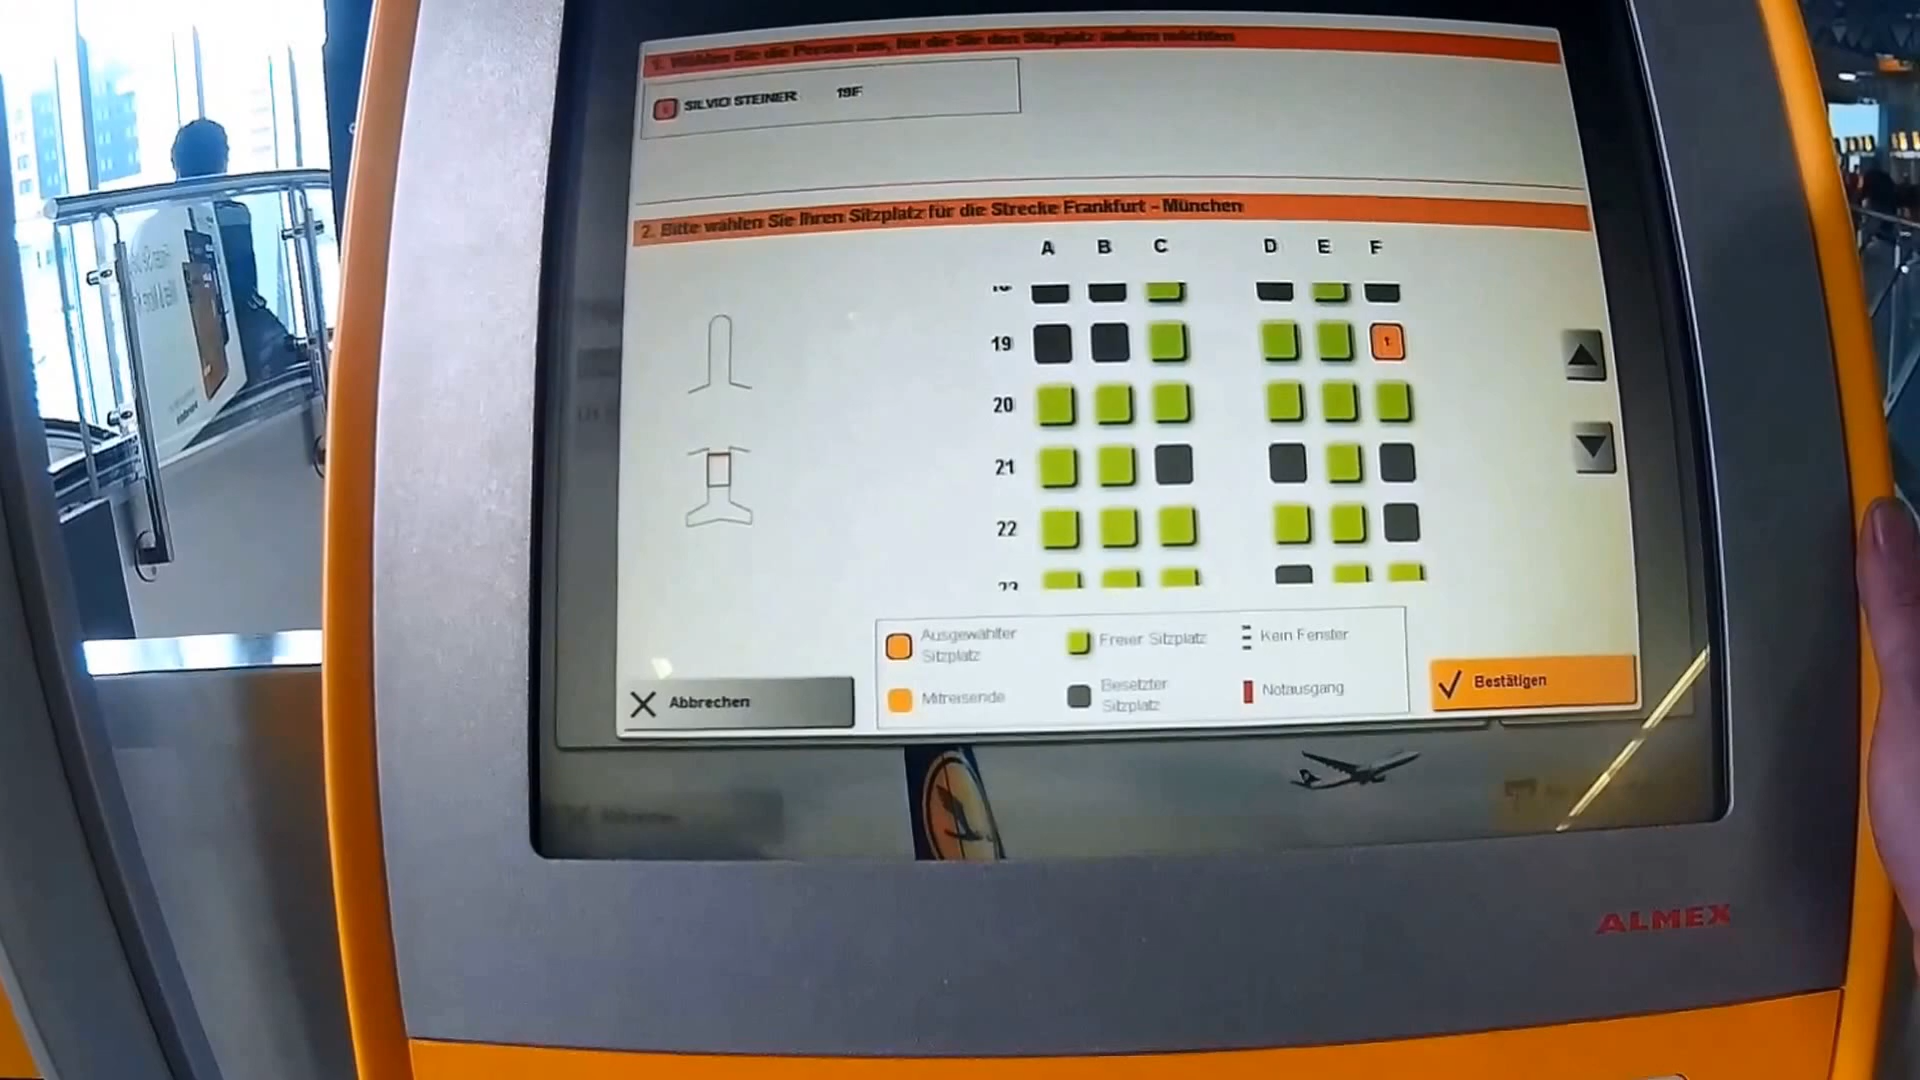 1. Wählen Sie die Person aus, für die Sie den Sitzplatz ändern möchten
SILVIO STEINER 19F
2. Bitte wählen Sie Ihren Sitzplatz für die Strecke Frankfurt - München
A B C D E F
19
20
21
22
Ausgewählter Sitzplatz
Freier Sitzplatz
Kein Fenster
Mitreisende
Besetzter Sitzplatz
Notausgang
Abbrechen
Bestätigen
ALMEX